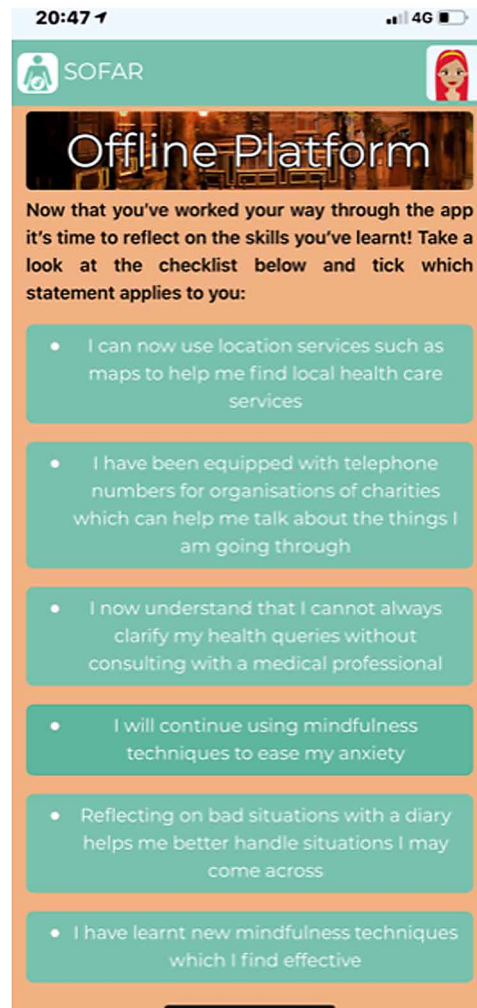 20:47
4G
SOFAR
Offline Platform
Now that you've worked your way through the app
it's time to reflect on the skills you've learnt! Take a
look at the checklist below and tick which
statement applies to you:
• I can now use location services such as
maps to help me find local health care
services
• I have been equipped with telephone
numbers for organisations of charities
which can help me talk about the things I
am going through
• I now understand that I cannot always
clarify my health queries without
consulting with a medical professional
• I will continue using mindfulness
techniques to ease my anxiety
• Reflecting on bad situations with a diary
helps me better handle situations I may
come across
• I have learnt new mindfulness techniques
which I find effective